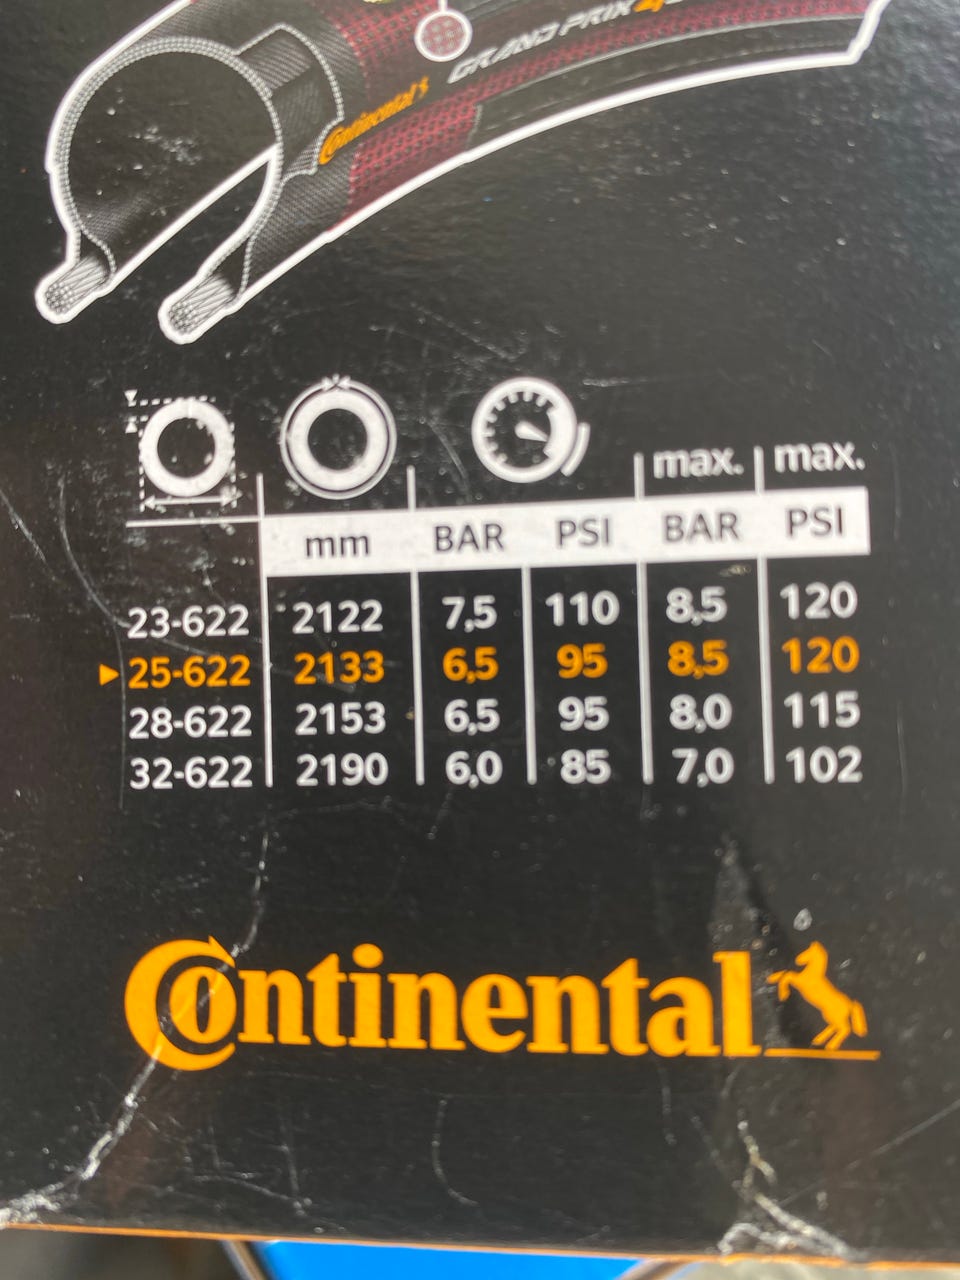 GRAND PRIX 4
Continental
max. max.
mm BAR PSI BAR PSI
23-622 2122 7,5 110 8,5 120
25-622 2133 6,5 95 8,5 120
28-622 2153 6,5 95 8,0 115
32-622 2190 6,0 85 7,0 102
Continental